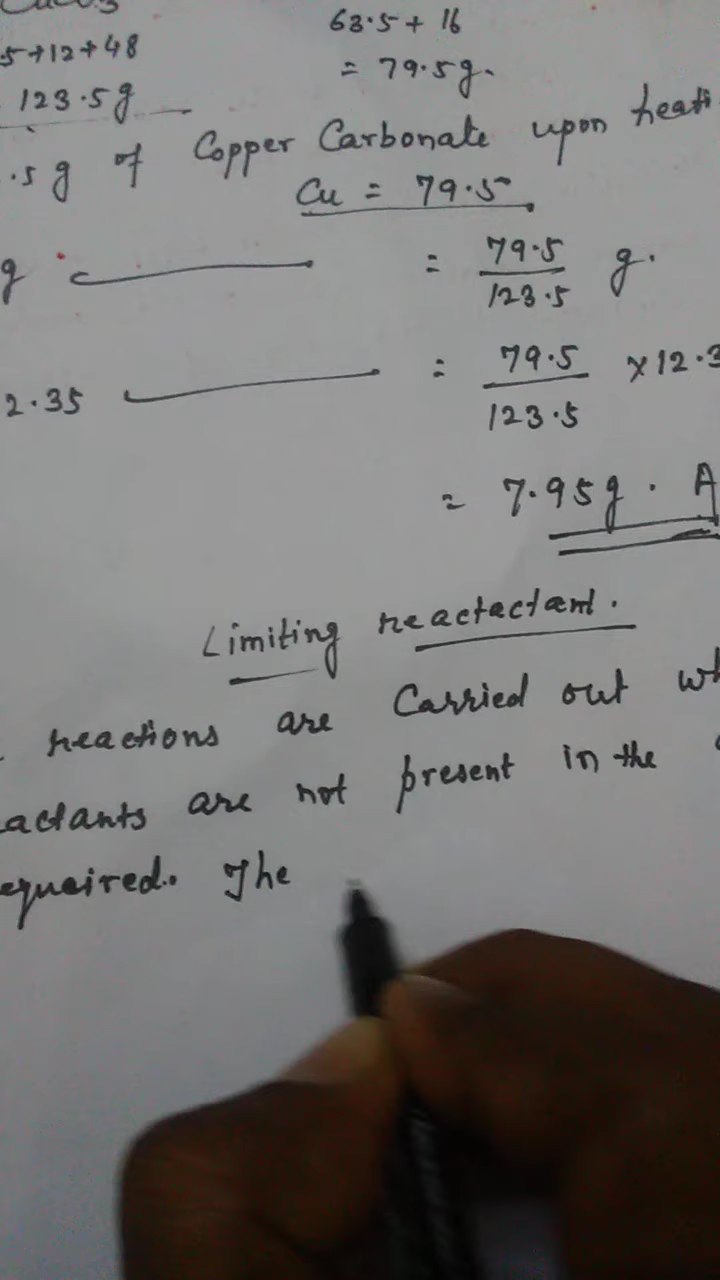 63.5 + 16
5+12+48
= 79.5g.
123.5g
.5 g of Copper Carbonate upon heati
Cu = 79.5
g = 79.5/123.5 g.
2.35 = 79.5/123.5 × 12.3
= 7.95g. A
Limiting reactactant.
reactions are Carried out wh
actants are not present in the
equaired. The